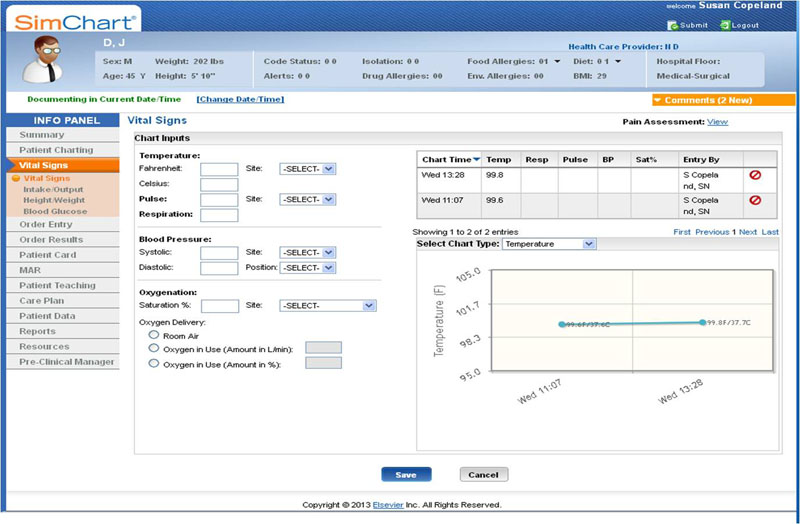 welcome Susan Copeland
SimChart®
Submit Logout
D, J
Health Care Provider: N D
Sex: M Weight: 202 lbs Code Status: 0 0 Isolation: 0 0 Food Allergies: 01 Diet: 0 1 Hospital Floor:
Age: 45 Y Height: 5' 10" Alerts: 0 0 Drug Allergies: 00 Env. Allergies: 00 BMI: 29 Medical-Surgical
Documenting in Current Date/Time [Change Date/Time]
Comments (2 New)
INFO PANEL
Summary
Patient Charting
Vital Signs
Vital Signs
Intake/Output
Height/Weight
Blood Glucose
Order Entry
Order Results
Patient Card
MAR
Patient Teaching
Care Plan
Patient Data
Reports
Resources
Pre-Clinical Manager
Vital Signs
Pain Assessment: View
Chart Inputs
Temperature:
Fahrenheit: Site: -SELECT-
Celsius:
Pulse: Site: -SELECT-
Respiration:
Blood Pressure:
Systolic: Site: -SELECT-
Diastolic: Position: -SELECT-
Oxygenation:
Saturation %: Site: -SELECT-
Oxygen Delivery:
Room Air
Oxygen in Use (Amount in L/min):
Oxygen in Use (Amount in %):
Chart Time Temp Resp Pulse BP Sat% Entry By
Wed 13:28 99.8 S Copela
nd, SN
Wed 11:07 99.6 S Copela
nd, SN
Showing 1 to 2 of 2 entries First Previous 1 Next Last
Select Chart Type: Temperature
Temperature (F)
105.0
101.7
98.3
95.0
99.6F/37.6C
99.8F/37.7C
Wed 11:07
Wed 13:28
Save Cancel
Copyright © 2013 Elsevier Inc. All Rights Reserved.